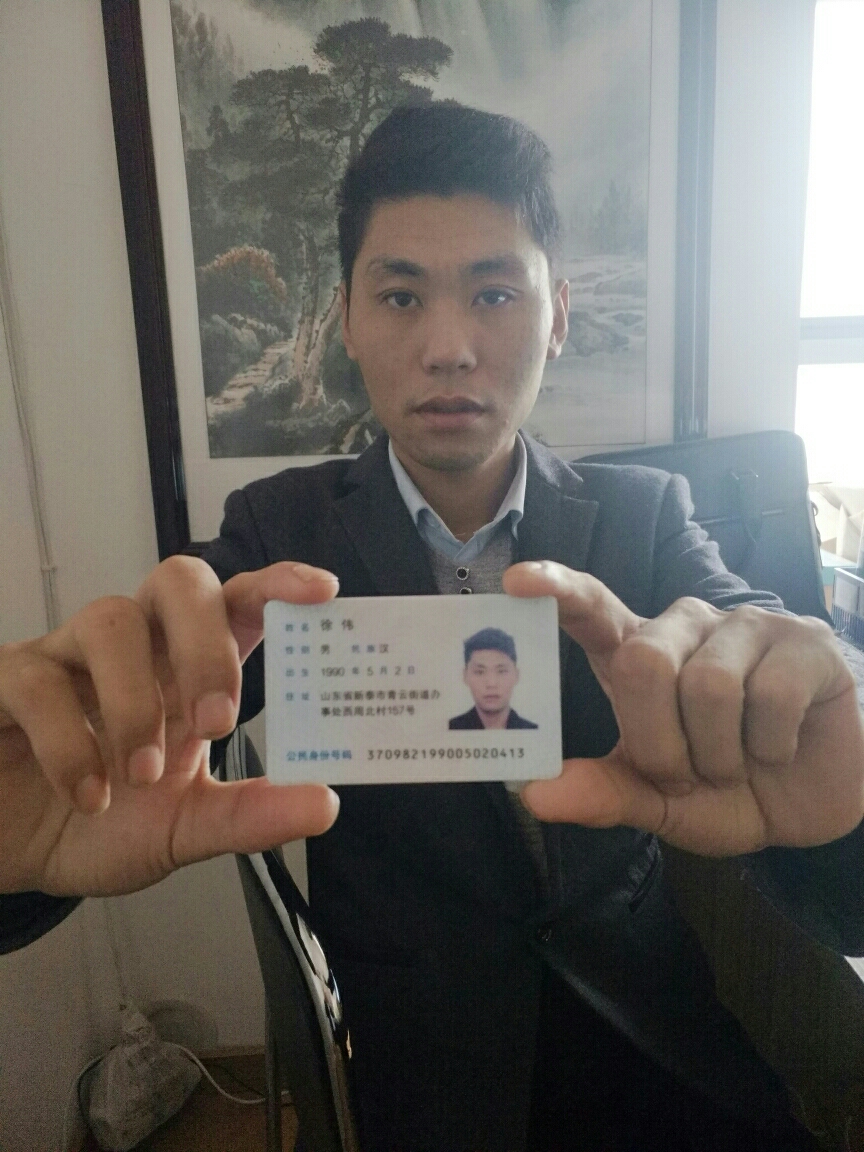 姓名 徐伟
性别 男 民族汉
出生 1990 年 5 月 2 日
住址 山东省新泰市青云街道办
事处西周北村157号
公民身份号码 370982199005020413